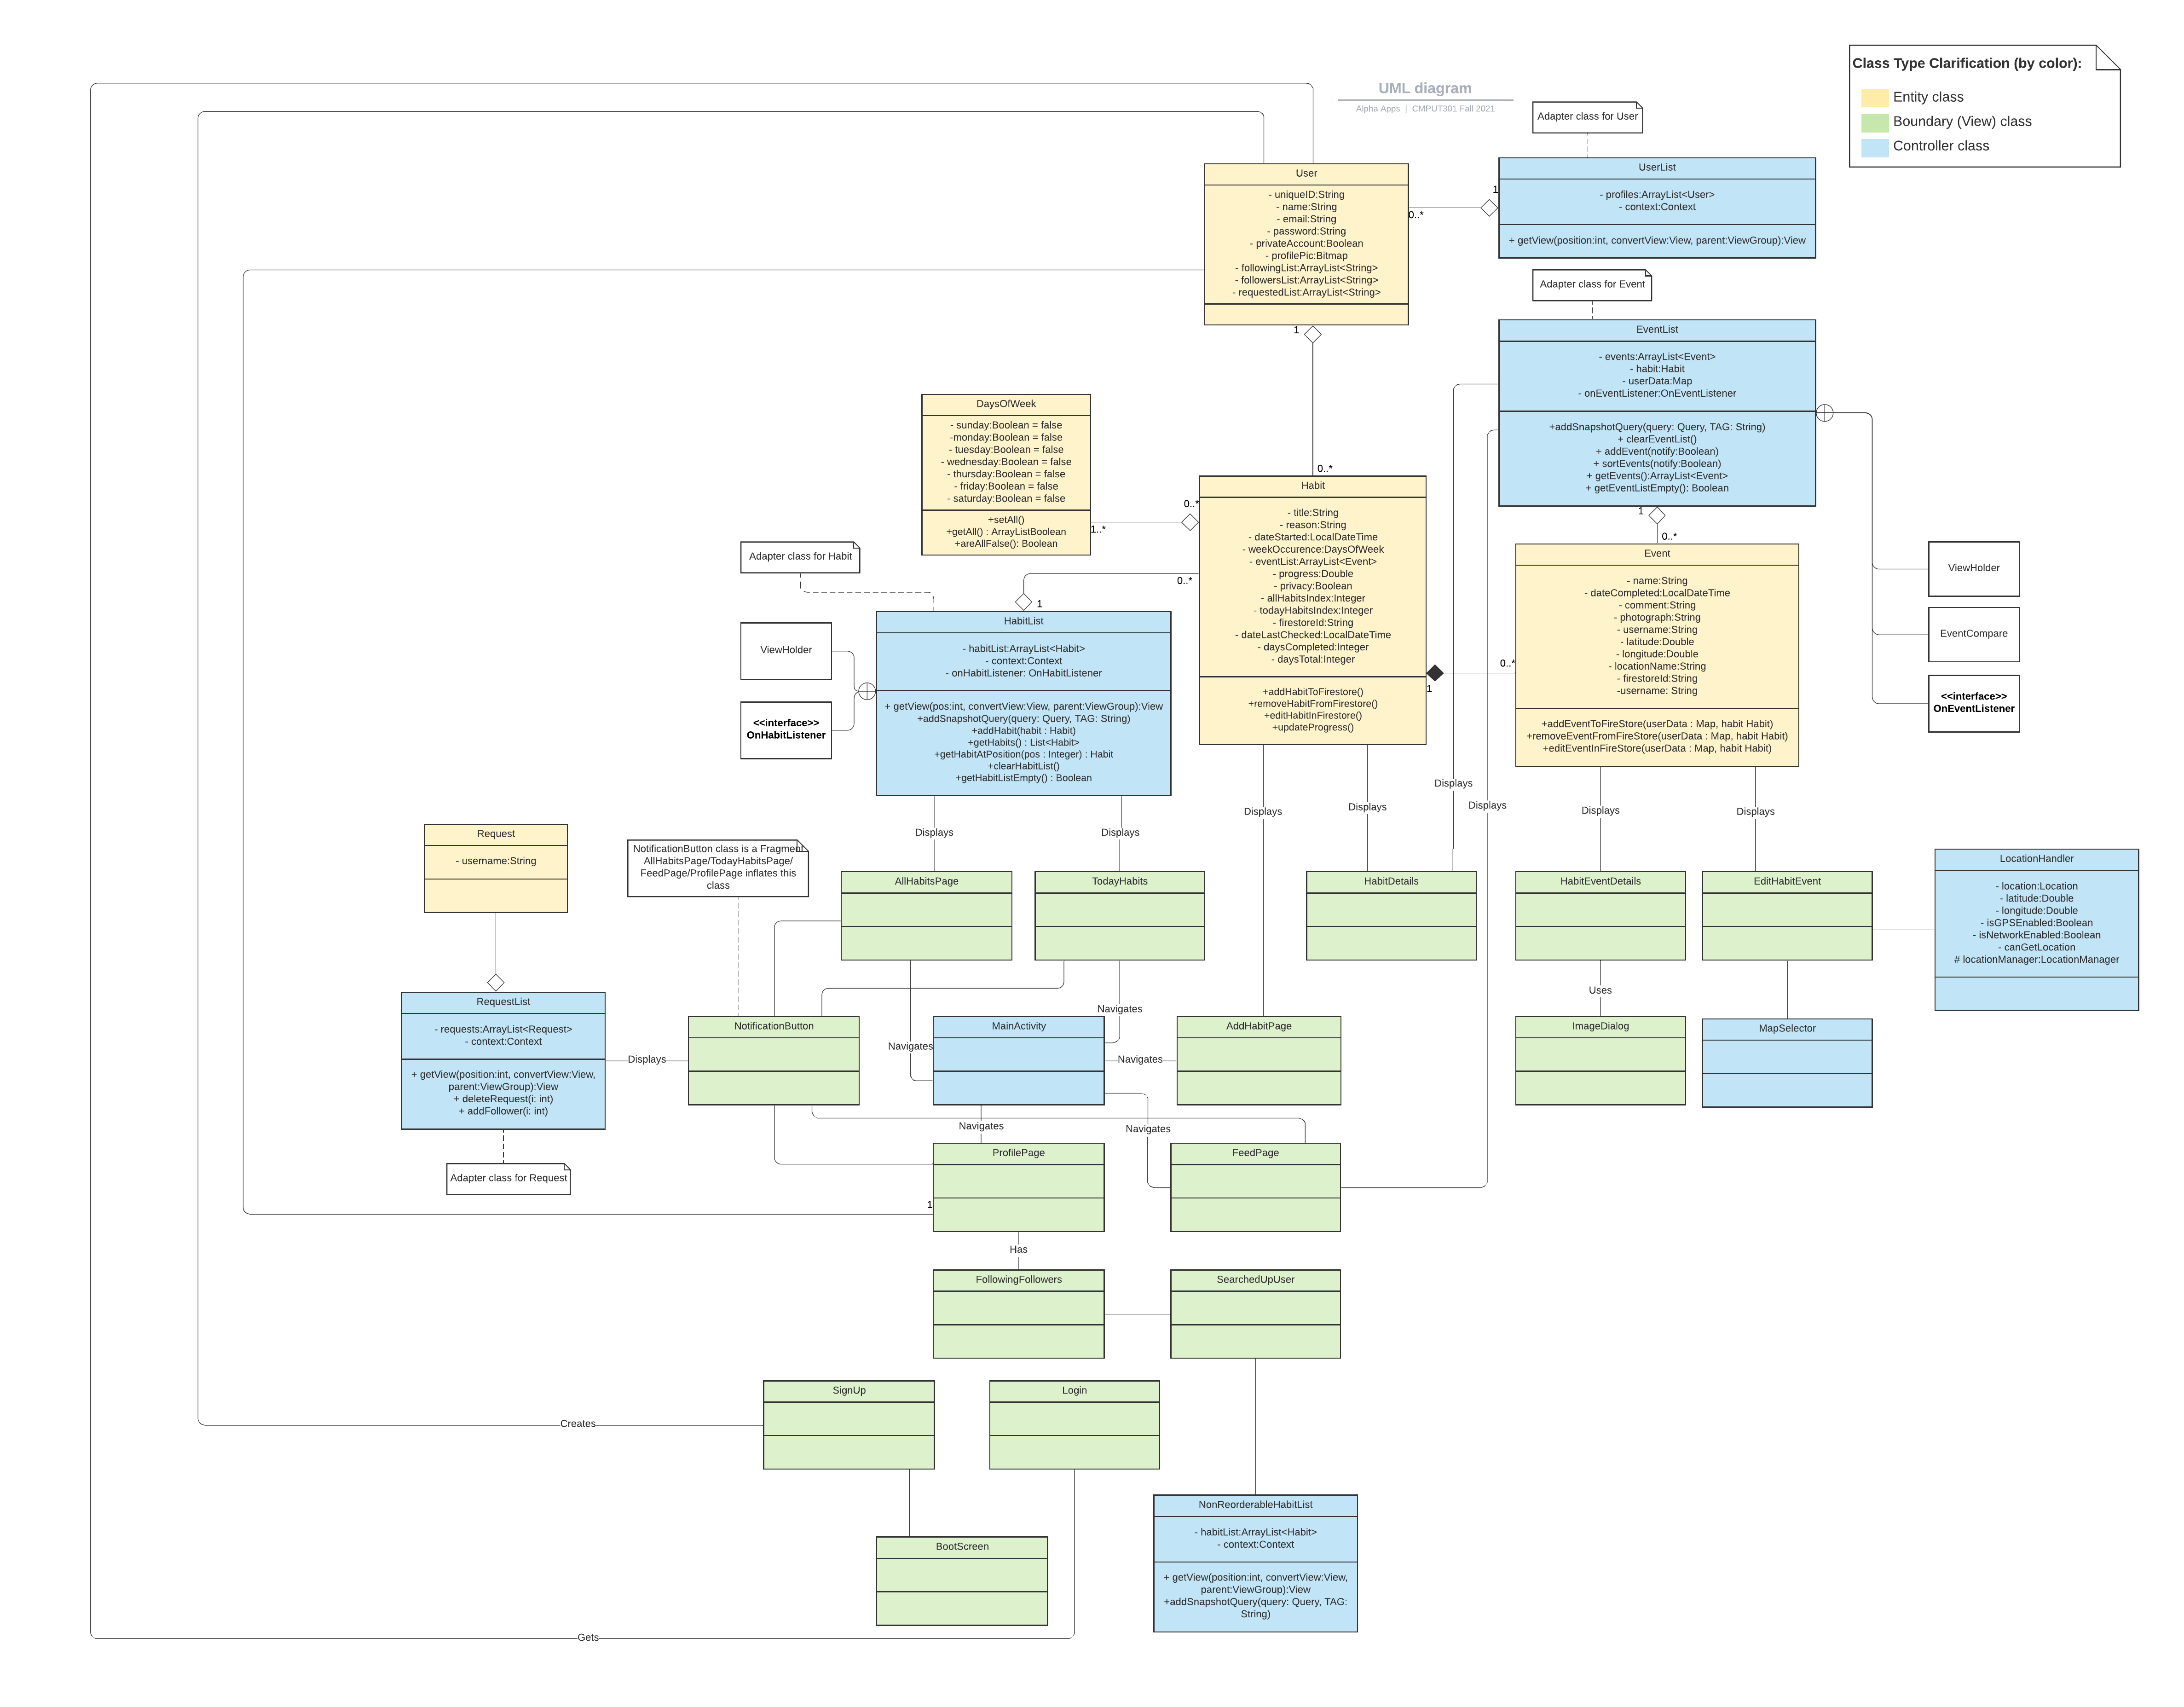 UML diagram
Alpha Apps | CMPUT301 Fall 2021
Class Type Clarification (by color):
Entity class
Boundary (View) class
Controller class
Adapter class for User
User
- uniqueID:String
- name:String
- email:String
- password:String
- privateAccount:Boolean
- profilePic:Bitmap
- followingList:ArrayList<String>
- followersList:ArrayList<String>
- requestedList:ArrayList<String>
0..*
1
UserList
- profiles:ArrayList<User>
- context:Context
+ getView(position:int, convertView:View, parent:ViewGroup):View
Adapter class for Event
EventList
- events:ArrayList<Event>
- habit:Habit
- userData:Map
- onEventListener:OnEventListener
+addSnapshotQuery(query: Query, TAG: String)
+ clearEventList()
+ addEvent(notify:Boolean)
+ sortEvents(notify:Boolean)
+ getEvents():ArrayList<Event>
+ getEventListEmpty(): Boolean
1
0..*
1
0..*
DaysOfWeek
- sunday:Boolean = false
-monday:Boolean = false
- tuesday:Boolean = false
- wednesday:Boolean = false
- thursday:Boolean = false
- friday:Boolean = false
- saturday:Boolean = false
+setAll()
+getAll() : ArrayListBoolean
+areAllFalse(): Boolean
1..*
0..*
Habit
- title:String
- reason:String
- dateStarted:LocalDateTime
- weekOccurence:DaysOfWeek
- eventList:ArrayList<Event>
- progress:Double
- privacy:Boolean
- allHabitsIndex:Integer
- todayHabitsIndex:Integer
- firestoreId:String
- dateLastChecked:LocalDateTime
- daysCompleted:Integer
- daysTotal:Integer
+addHabitToFirestore()
+removeHabitFromFirestore()
+editHabitInFirestore()
+updateProgress()
0..*
1
1
0..*
Event
- name:String
- dateCompleted:LocalDateTime
- comment:String
- photograph:String
- username:String
- latitude:Double
- longitude:Double
- locationName:String
- firestoreId:String
-username: String
+addEventToFireStore(userData : Map, habit Habit)
+removeEventFromFireStore(userData : Map, habit Habit)
+editEventInFireStore(userData : Map, habit Habit)
ViewHolder
EventCompare
<<interface>>
OnEventListener
Adapter class for Habit
ViewHolder
<<interface>>
OnHabitListener
HabitList
- habitList:ArrayList<Habit>
- context:Context
- onHabitListener: OnHabitListener
+ getView(pos:int, convertView:View, parent:ViewGroup):View
+addSnapshotQuery(query: Query, TAG: String)
+addHabit(habit : Habit)
+getHabits() : List<Habit>
+getHabitAtPosition(pos : Integer) : Habit
+clearHabitList()
+getHabitListEmpty() : Boolean
Displays
Displays
Displays
Displays
Displays
Displays
Displays
Displays
Request
- username:String
NotificationButton class is a Fragment.
AllHabitsPage/TodayHabitsPage/
FeedPage/ProfilePage inflates this
class
AllHabitsPage
TodayHabits
HabitDetails
HabitEventDetails
EditHabitEvent
LocationHandler
- location:Location
- latitude:Double
- longitude:Double
- isGPSEnabled:Boolean
- isNetworkEnabled:Boolean
- canGetLocation
# locationManager:LocationManager
Uses
RequestList
- requests:ArrayList<Request>
- context:Context
+ getView(position:int, convertView:View,
parent:ViewGroup):View
+ deleteRequest(i: int)
+ addFollower(i: int)
Displays
NotificationButton
Navigates
Navigates
MainActivity
Navigates
AddHabitPage
ImageDialog
MapSelector
Navigates
Navigates
Adapter class for Request
ProfilePage
1
FeedPage
Has
FollowingFollowers
SearchedUpUser
SignUp
Login
Creates
NonReorderableHabitList
- habitList:ArrayList<Habit>
- context:Context
+ getView(position:int, convertView:View,
parent:ViewGroup):View
+addSnapshotQuery(query: Query, TAG:
String)
BootScreen
Gets